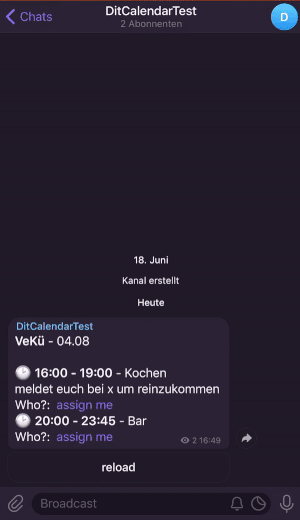 Chats
DitCalendarTest
2 Abonnenten
D
18. Juni
Kanal erstellt
Heute
DitCalendarTest
VeKü - 04.08
🕒 16:00 - 19:00 - Kochen
meldet euch bei x um reinzukommen
Who?: assign me
🕒 20:00 - 23:45 - Bar
Who?: assign me
2 16:49
reload
Broadcast